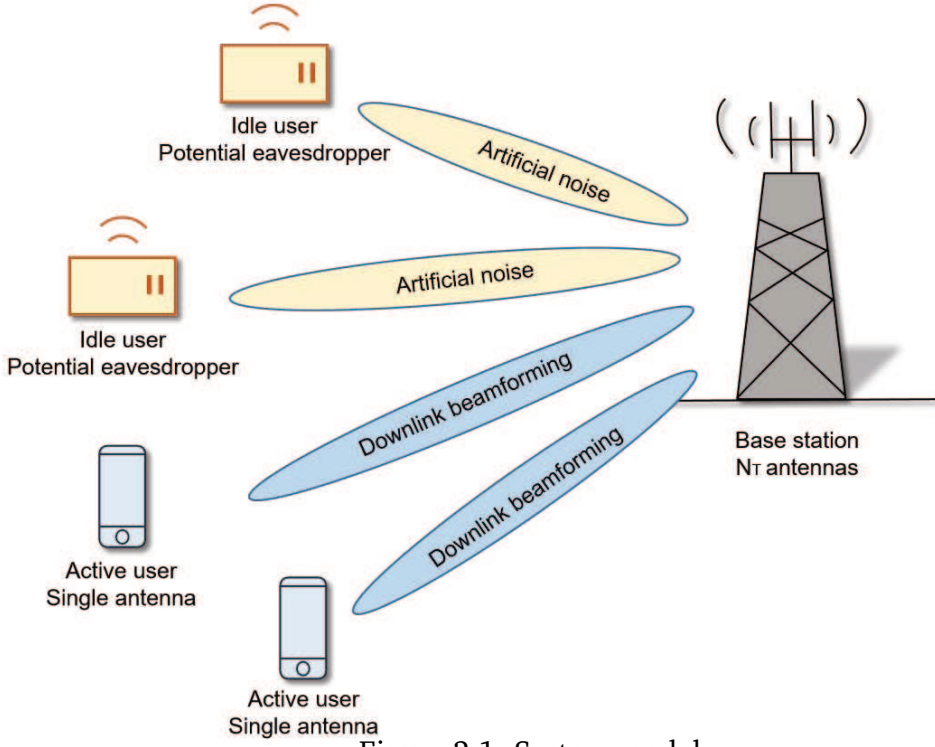 Idle user
Potential eavesdropper
Artificial noise
Artificial noise
Idle user
Potential eavesdropper
Downlink beamforming
Downlink beamforming
Base station
NT antennas
Active user
Single antenna
Active user
Single antenna